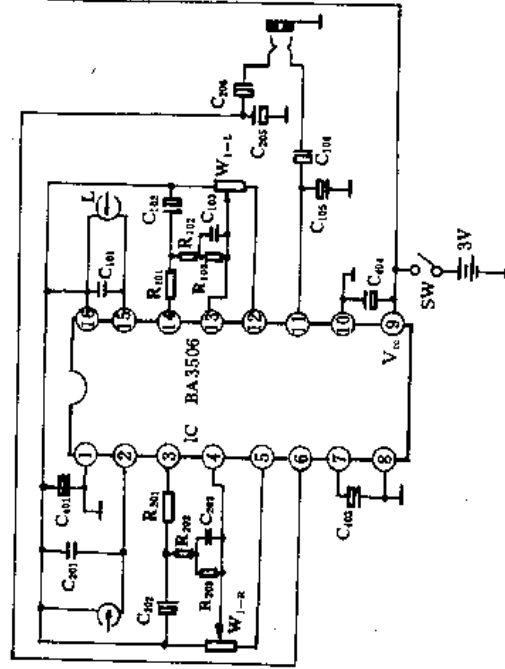 C₂₀₆
C₂₀₅
C₁₀₄
C₁₀₅
L
C₁₀₁
C₁₀₂
W₁₋L
R₁₀₂
C₁₀₃
R₁₀₁
R₁₀₃
C₄₀₄
SW
3V
16
15
14
13
12
11
10
9
Vcc
IC
BA3506
1
2
3
4
5
6
7
8
C₄₀₁
C₂₀₁
R₂₀₁
R₂₀₂
C₂₀₃
C₂₀₂
R₂₀₃
W₁₋R